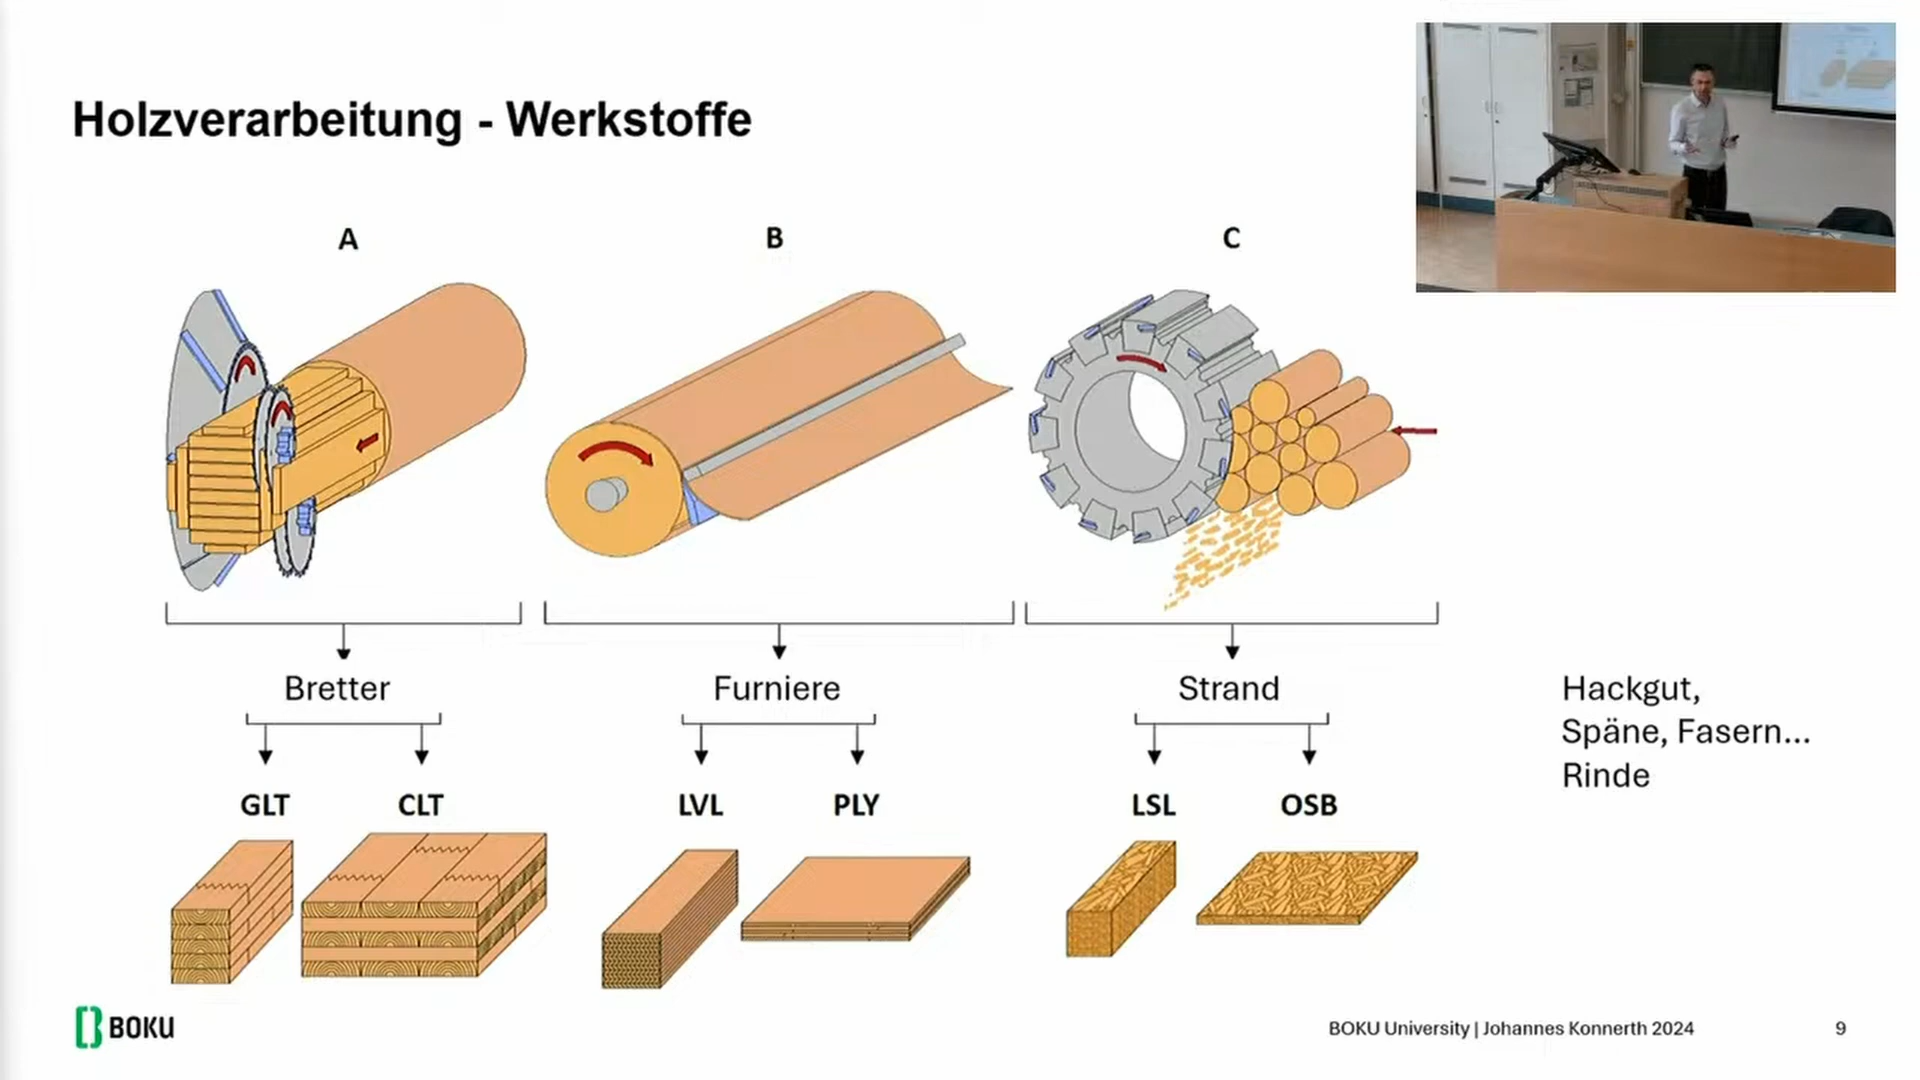 Holzverarbeitung - Werkstoffe
A
B
C
Bretter
Furniere
Strand
Hackgut,
Späne, Fasern...
Rinde
GLT
CLT
LVL
PLY
LSL
OSB
BOKU
BOKU University | Johannes Konnerth 2024
9